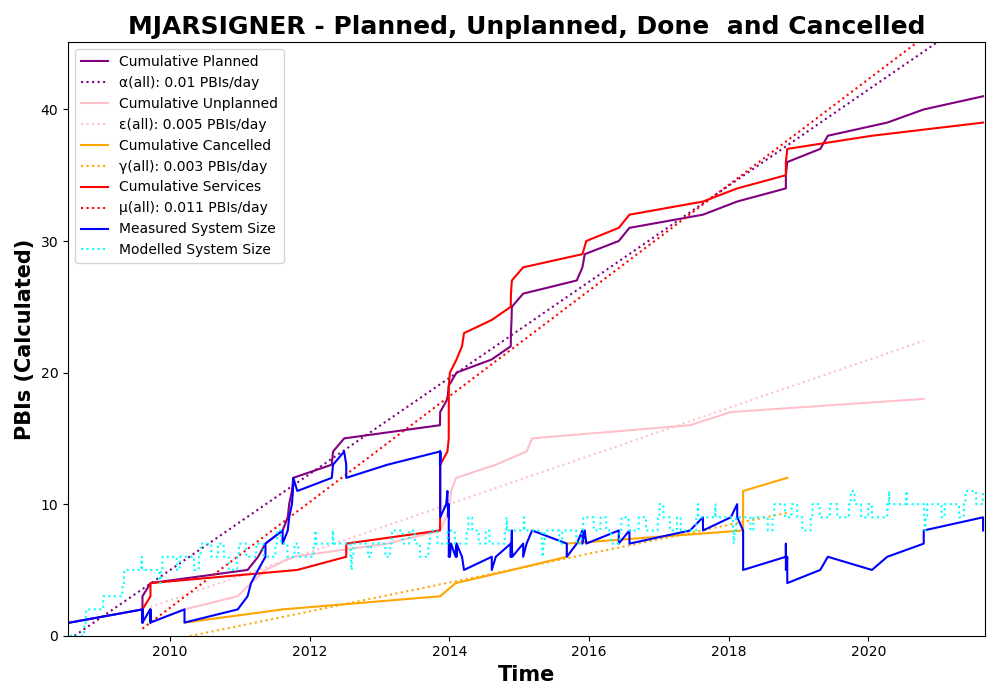 MJARSIGNER - Planned, Unplanned, Done  and Cancelled
Cumulative Planned
α(all): 0.01 PBIs/day
Cumulative Unplanned
ε(all): 0.005 PBIs/day
Cumulative Cancelled
γ(all): 0.003 PBIs/day
Cumulative Services
μ(all): 0.011 PBIs/day
Measured System Size
Modelled System Size
PBIs (Calculated)
40
30
20
10
0
2010 2012 2014 2016 2018 2020
Time